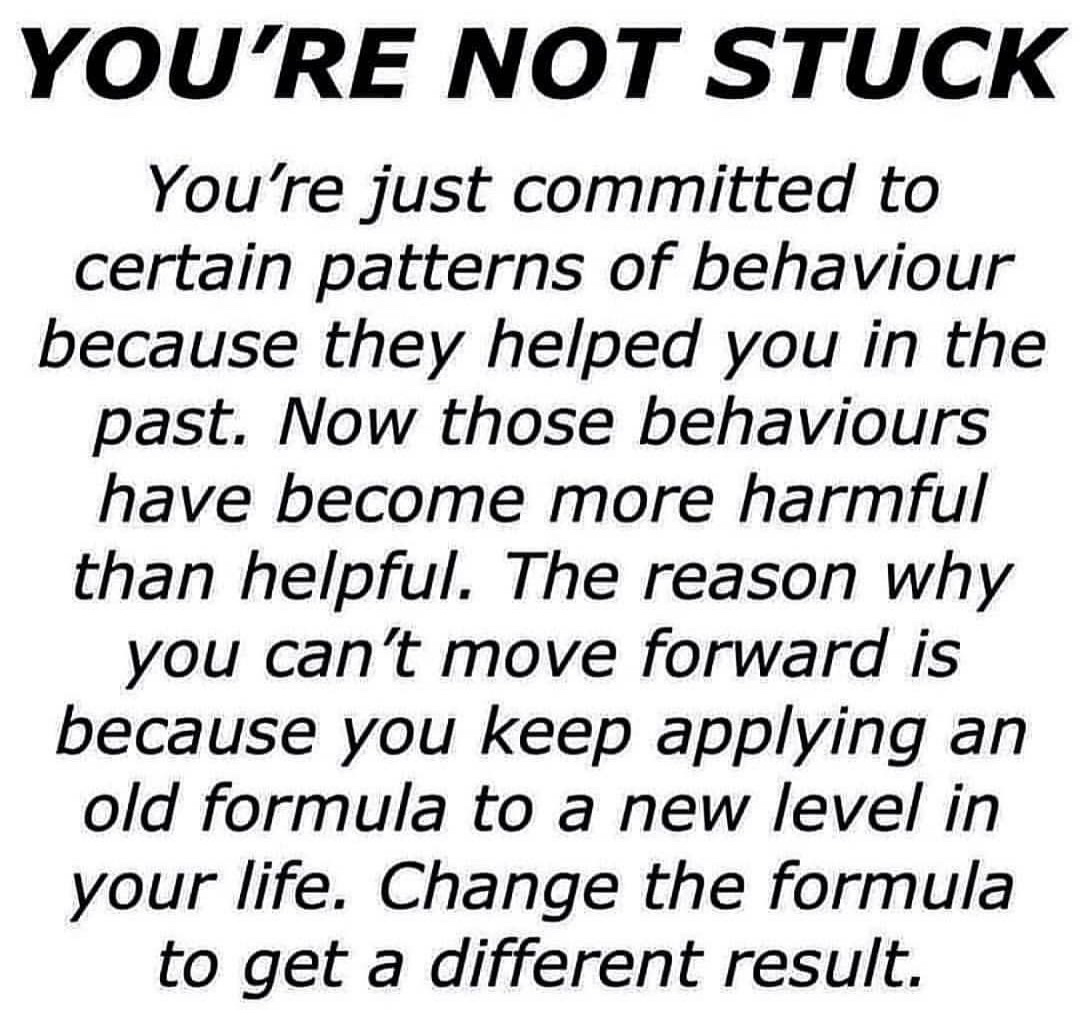 YOU’RE NOT STUCK
You’re just committed to
certain patterns of behaviour
because they helped you in the
past. Now those behaviours
have become more harmful
than helpful. The reason why
you can’t move forward is
because you keep applying an
old formula to a new level in
your life. Change the formula
to get a different result.